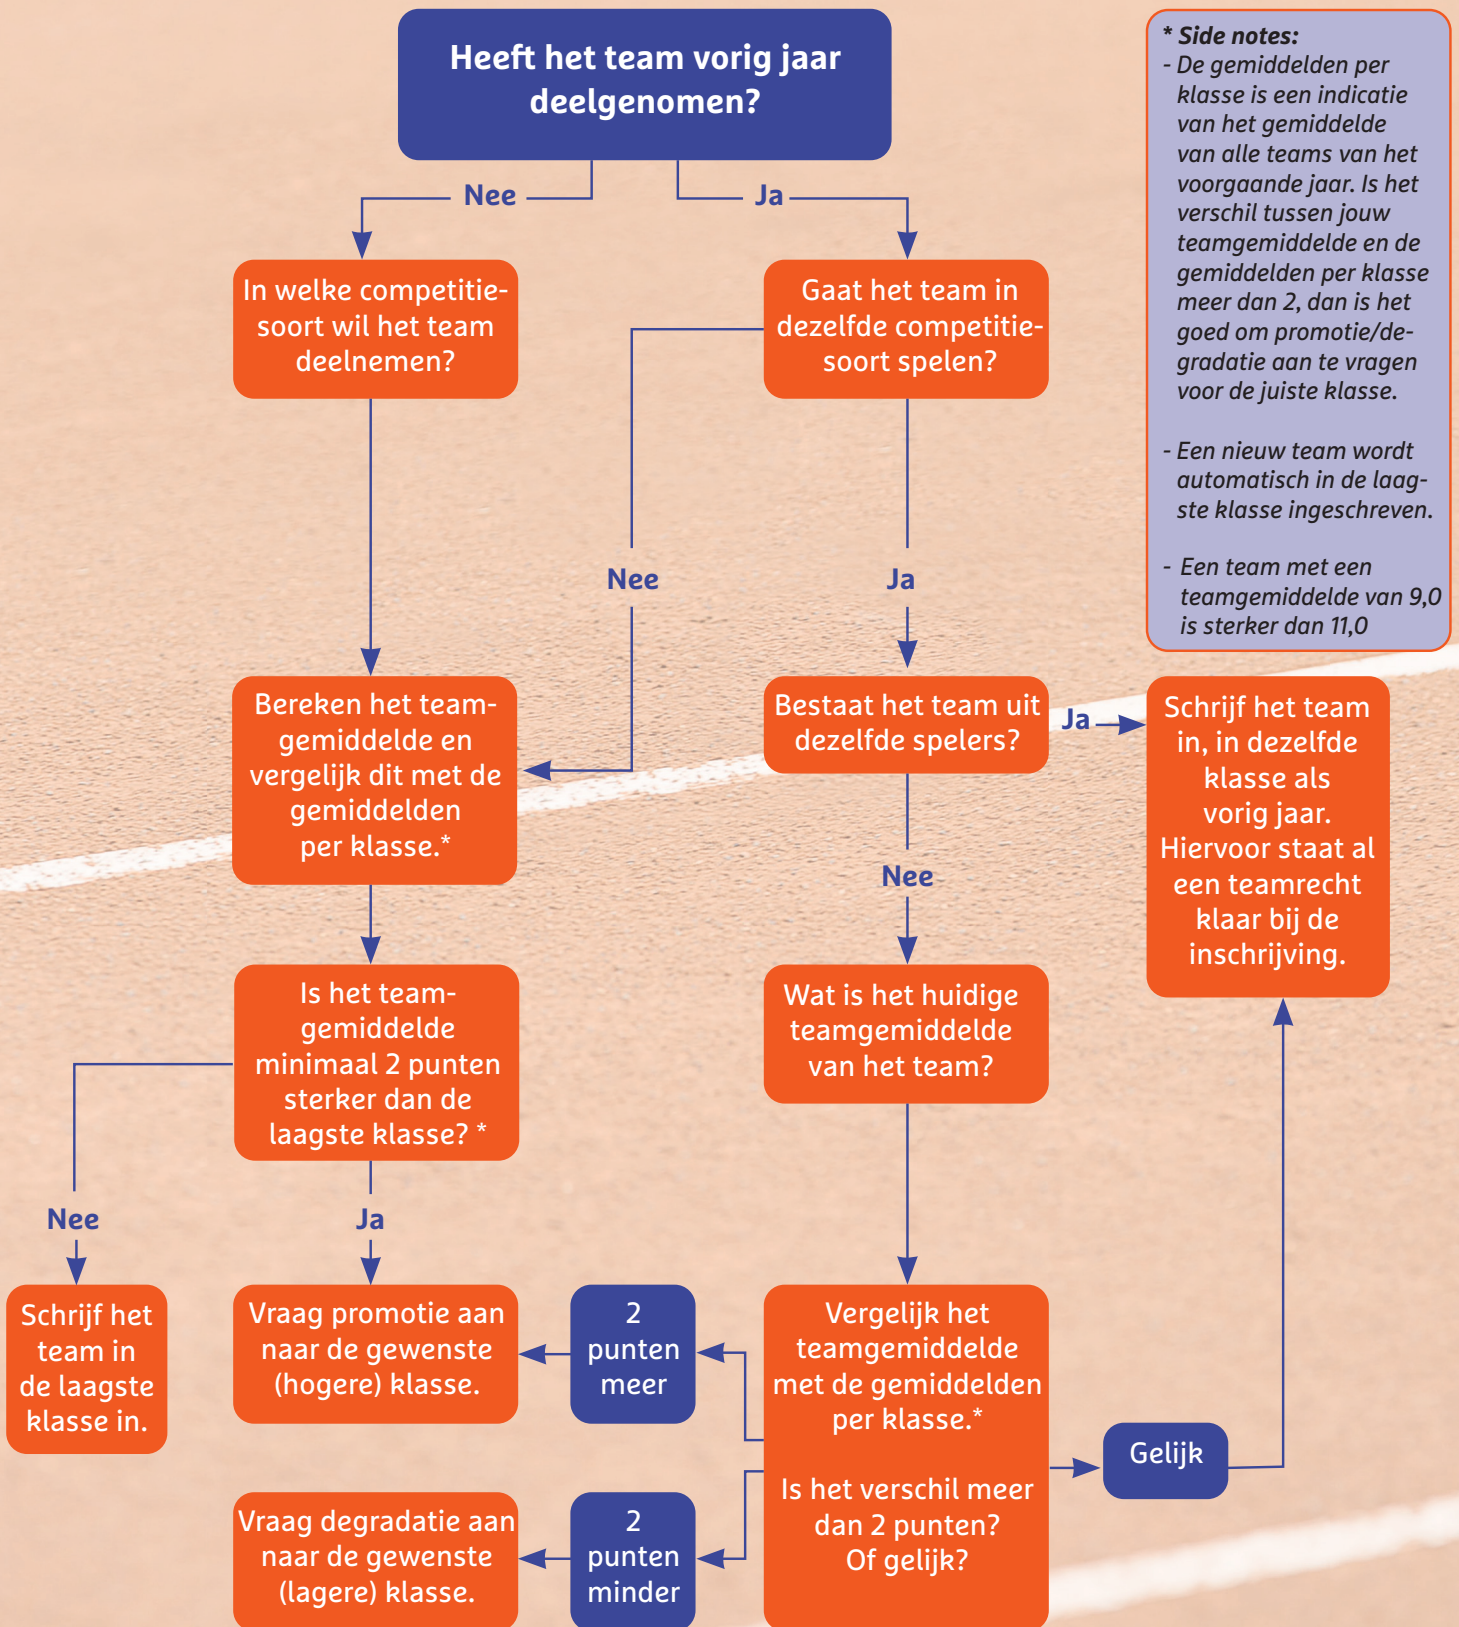 Heeft het team vorig jaar
deelgenomen?
* Side notes:
- De gemiddelden per
klasse is een indicatie
van het gemiddelde
van alle teams van het
voorgaande jaar. Is het
verschil tussen jouw
teamgemiddelde en de
gemiddelden per klasse
meer dan 2, dan is het
goed om promotie/de-
gradatie aan te vragen
voor de juiste klasse.
- Een nieuw team wordt
automatisch in de laag-
ste klasse ingeschreven.
- Een team met een
teamgemiddelde van 9,0
is sterker dan 11,0
Nee
Ja
In welke competitie-
soort wil het team
deelnemen?
Gaat het team in
dezelfde competitie-
soort spelen?
Nee
Ja
Bereken het team-
gemiddelde en
vergelijk dit met de
gemiddelden
per klasse.*
Bestaat het team uit
dezelfde spelers?
Ja
Schrijf het team
in, in dezelfde
klasse als
vorig jaar.
Hiervoor staat al
een teamrecht
klaar bij de
inschrijving.
Nee
Is het team-
gemiddelde
minimaal 2 punten
sterker dan de
laagste klasse? *
Wat is het huidige
teamgemiddelde
van het team?
Nee
Ja
Schrijf het
team in
de laagste
klasse in.
Vraag promotie aan
naar de gewenste
(hogere) klasse.
2
punten
meer
Vergelijk het
teamgemiddelde
met de gemiddelden
per klasse.*
Is het verschil meer
dan 2 punten?
Of gelijk?
Gelijk
Vraag degradatie aan
naar de gewenste
(lagere) klasse.
2
punten
minder